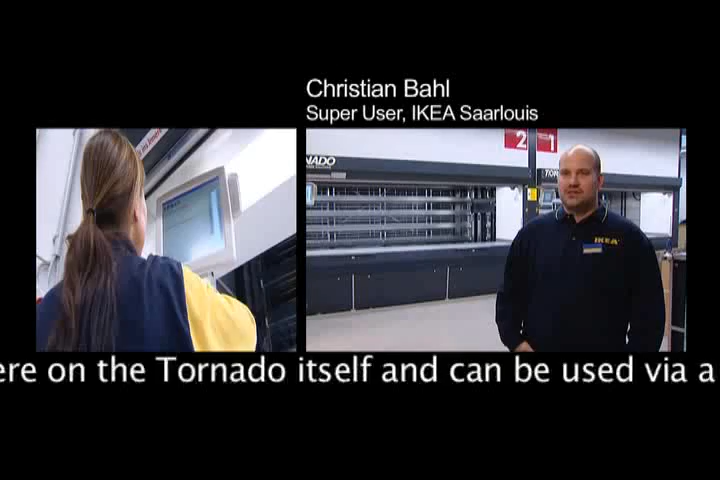 Christian Bahl
Super User, IKEA Saarlouis
2 1
NADO
IKEA
ere on the Tornado itself and can be used via a